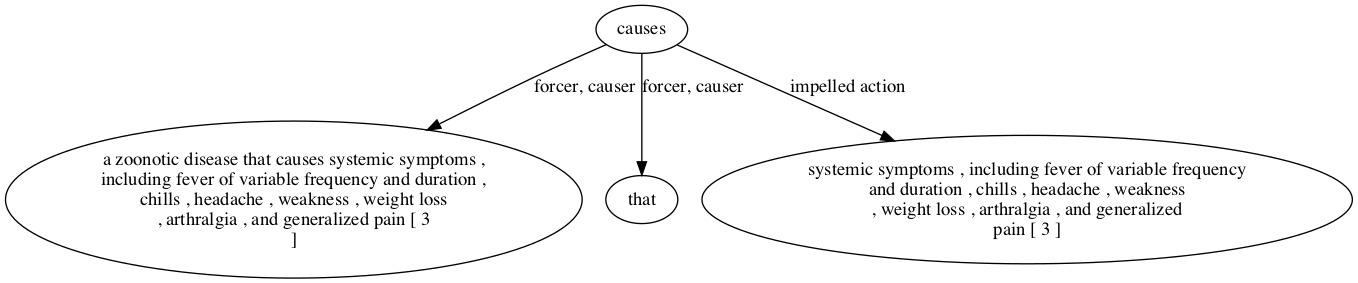 causes
forcer, causer
forcer, causer
impelled action
a zoonotic disease that causes systemic symptoms ,
including fever of variable frequency and duration ,
chills , headache , weakness , weight loss
, arthralgia , and generalized pain [ 3
]
that
systemic symptoms , including fever of variable frequency
and duration , chills , headache , weakness
, weight loss , arthralgia , and generalized
pain [ 3 ]